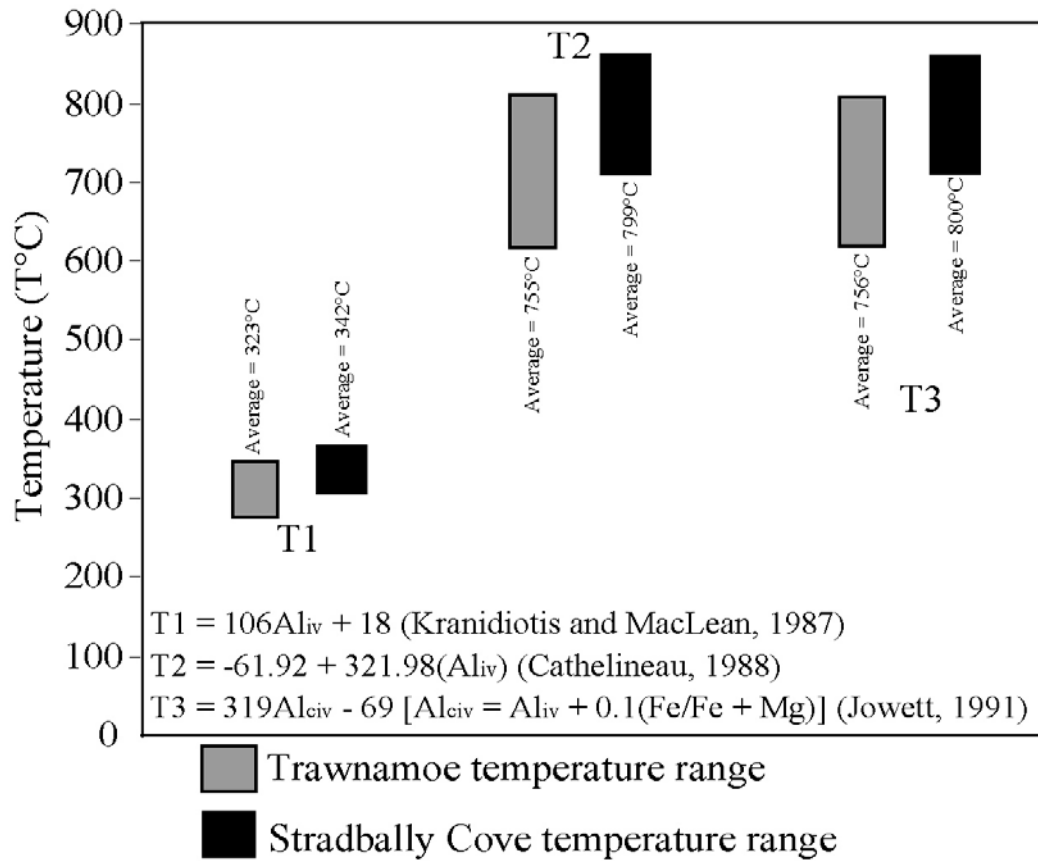 900
800
700
600
500
400
300
200
100
0
Temperature (T°C)
T1
T2
T3
Average = 323°C
Average = 342°C
Average = 755°C
Average = 799°C
Average = 756°C
Average = 800°C
T1 = 106Aliv + 18 (Kranidiotis and MacLean, 1987)
T2 = -61.92 + 321.98(Aliv) (Cathelineau, 1988)
T3 = 319Alciv - 69 [Alciv = Aliv + 0.1(Fe/Fe + Mg)] (Jowett, 1991)
Trawnamoe temperature range
Stradbally Cove temperature range